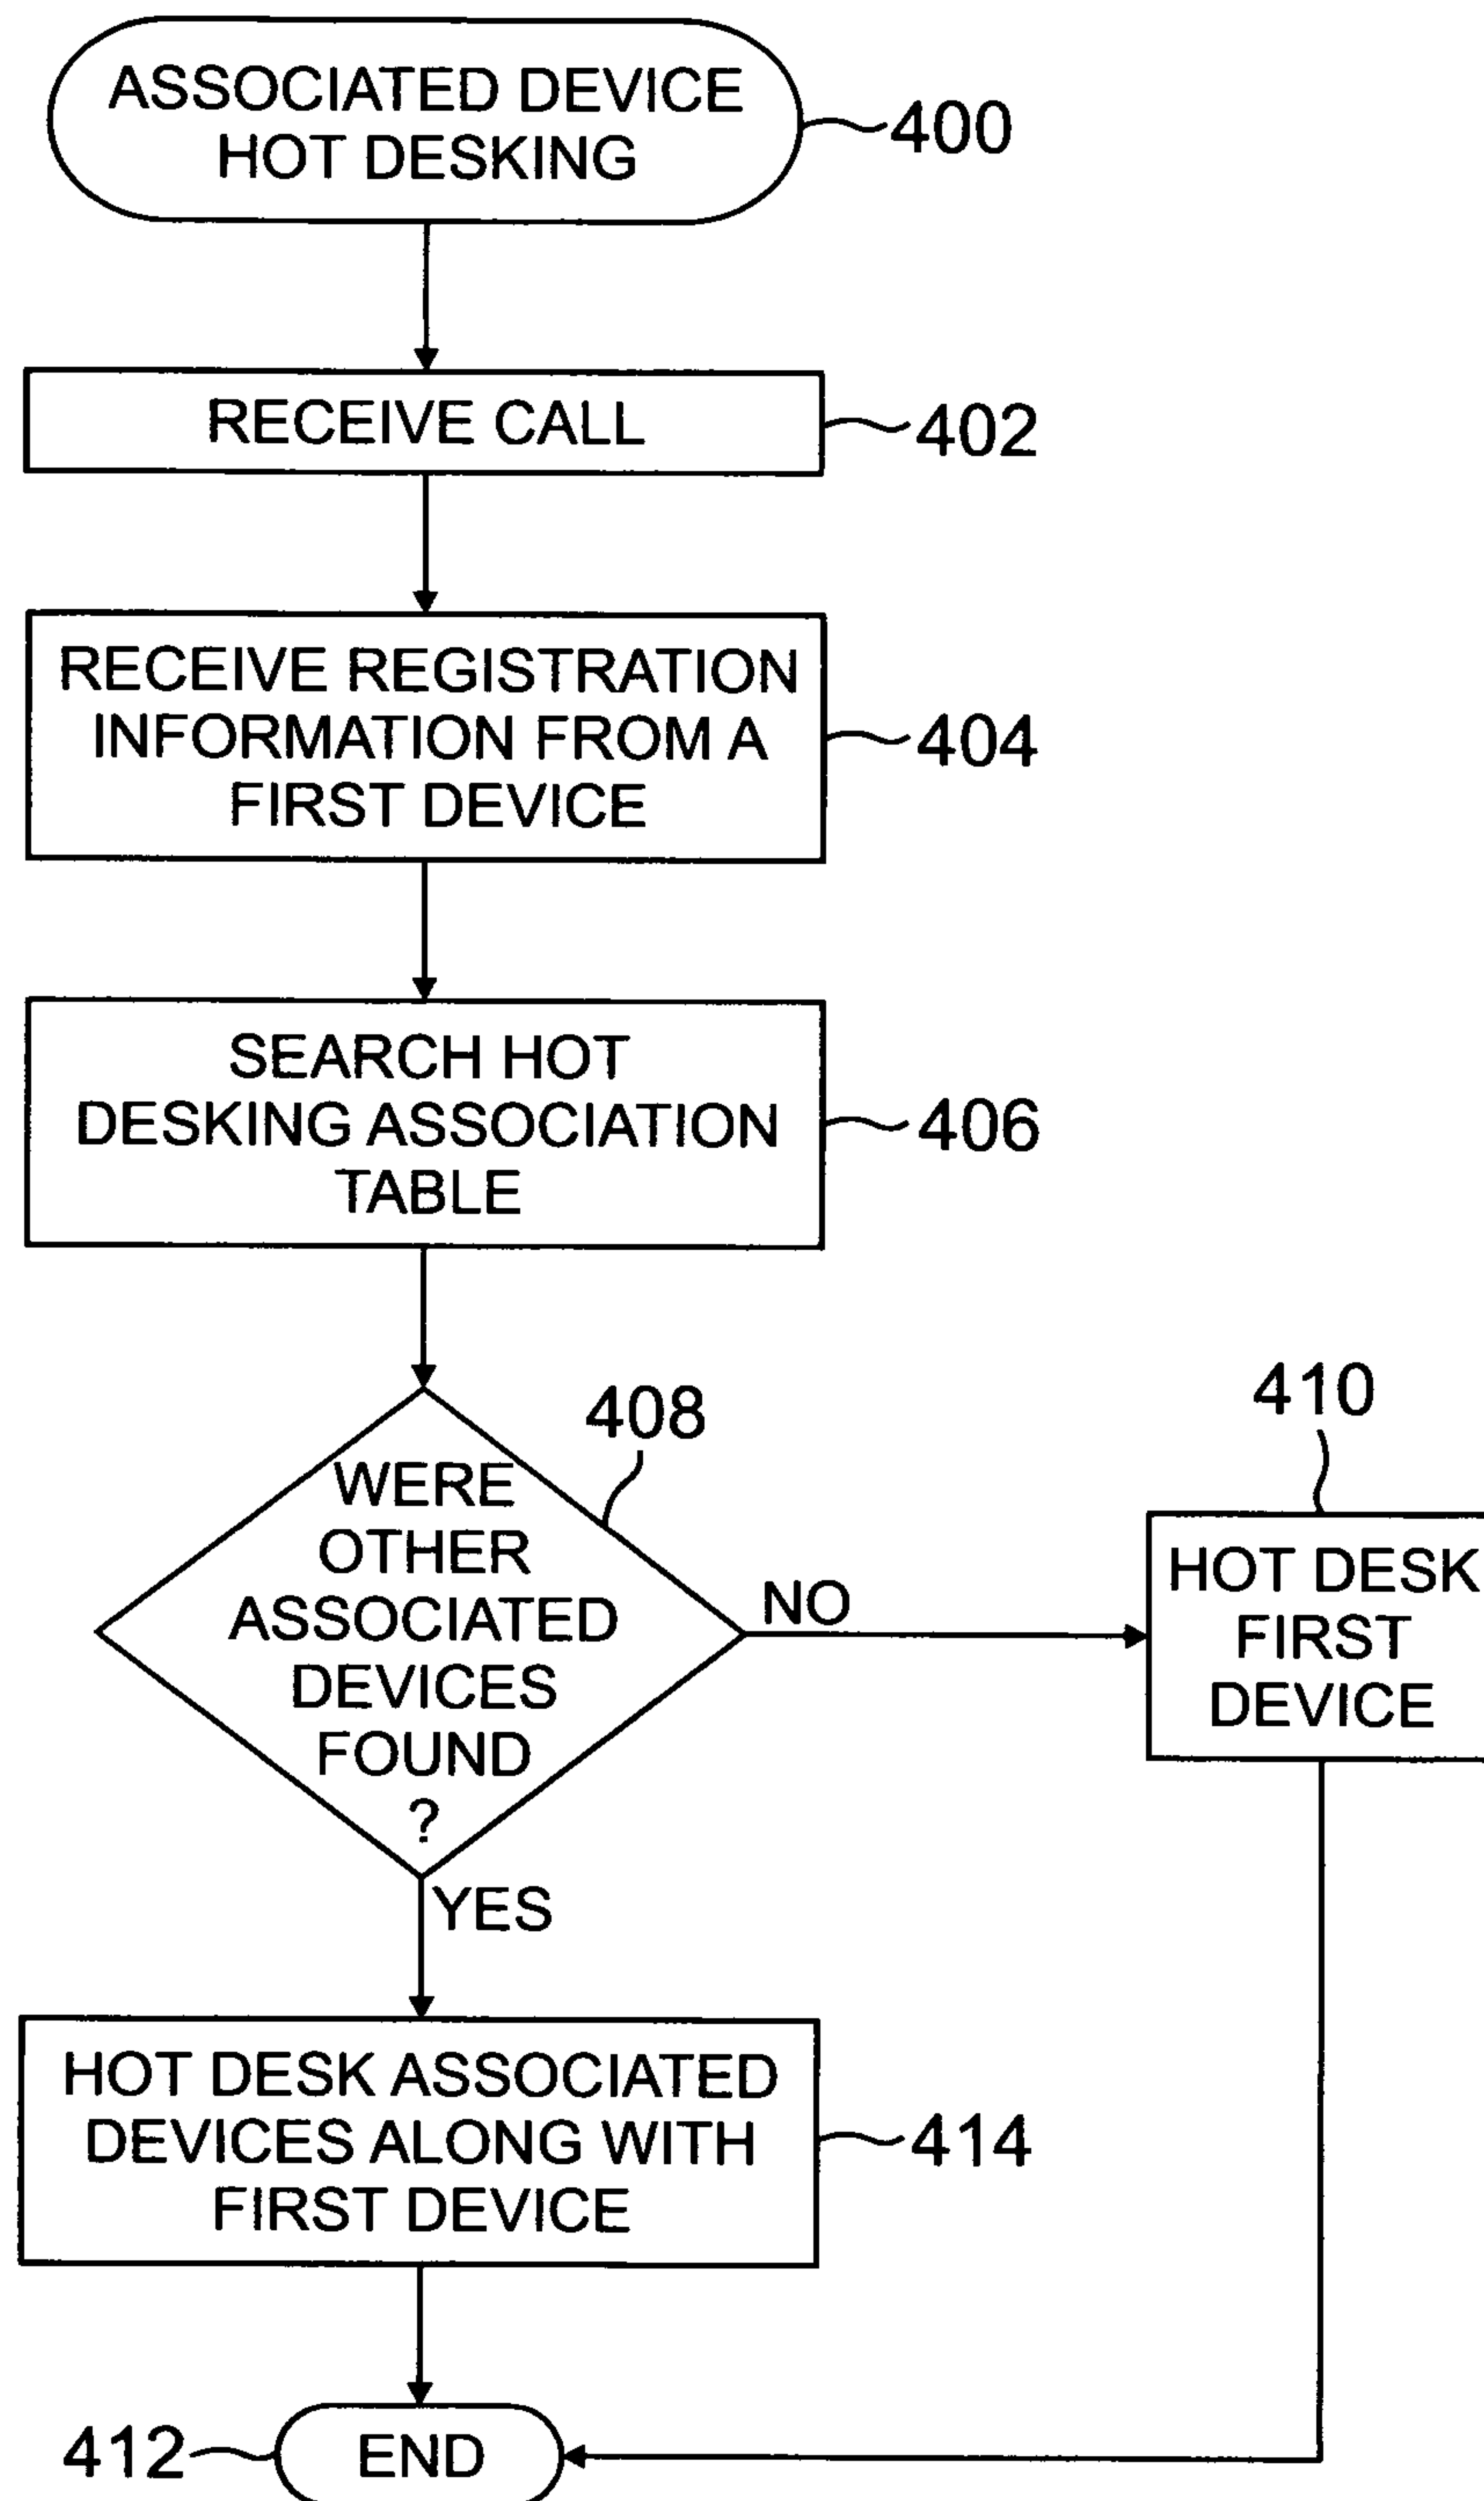 ASSOCIATED DEVICE
HOT DESKING
400
RECEIVE CALL
402
RECEIVE REGISTRATION
INFORMATION FROM A
FIRST DEVICE
404
SEARCH HOT
DESKING ASSOCIATION
TABLE
406
408
WERE
OTHER
ASSOCIATED
DEVICES
FOUND
?
NO
410
HOT DESK
FIRST
DEVICE
YES
HOT DESK ASSOCIATED
DEVICES ALONG WITH
FIRST DEVICE
414
412
END